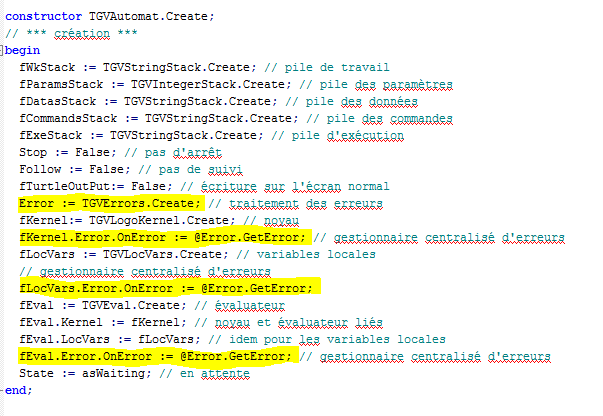 constructor TGVAutomat.Create;
// *** création ***
begin
fWkStack := TGVStringStack.Create; // pile de travail
fParamsStack := TGVIntegerStack.Create; // pile des paramètres
fDatasStack := TGVStringStack.Create; // pile des données
fCommandsStack := TGVStringStack.Create; // pile des commandes
fExeStack := TGVStringStack.Create; // pile d'exécution
Stop := False; // pas d'arrêt
Follow := False; // pas de suivi
fTurtleOutPut:= False; // écriture sur l'écran normal
Error := TGVErrors.Create; // traitement des erreurs
fKernel:= TGVLogoKernel.Create; // noyau
fKernel.Error.OnError := @Error.GetError; // gestionnaire centralisé d'erreurs
fLocVars := TGVLocVars.Create; // variables locales
// gestionnaire centralisé d'erreurs
fLocVars.Error.OnError := @Error.GetError;
fEval := TGVEval.Create; // évaluateur
fEval.Kernel := fKernel; // noyau et évaluateur liés
fEval.LocVars := fLocVars; // idem pour les variables locales
fEval.Error.OnError := @Error.GetError; // gestionnaire centralisé d'erreurs
State := asWaiting; // en attente
end;